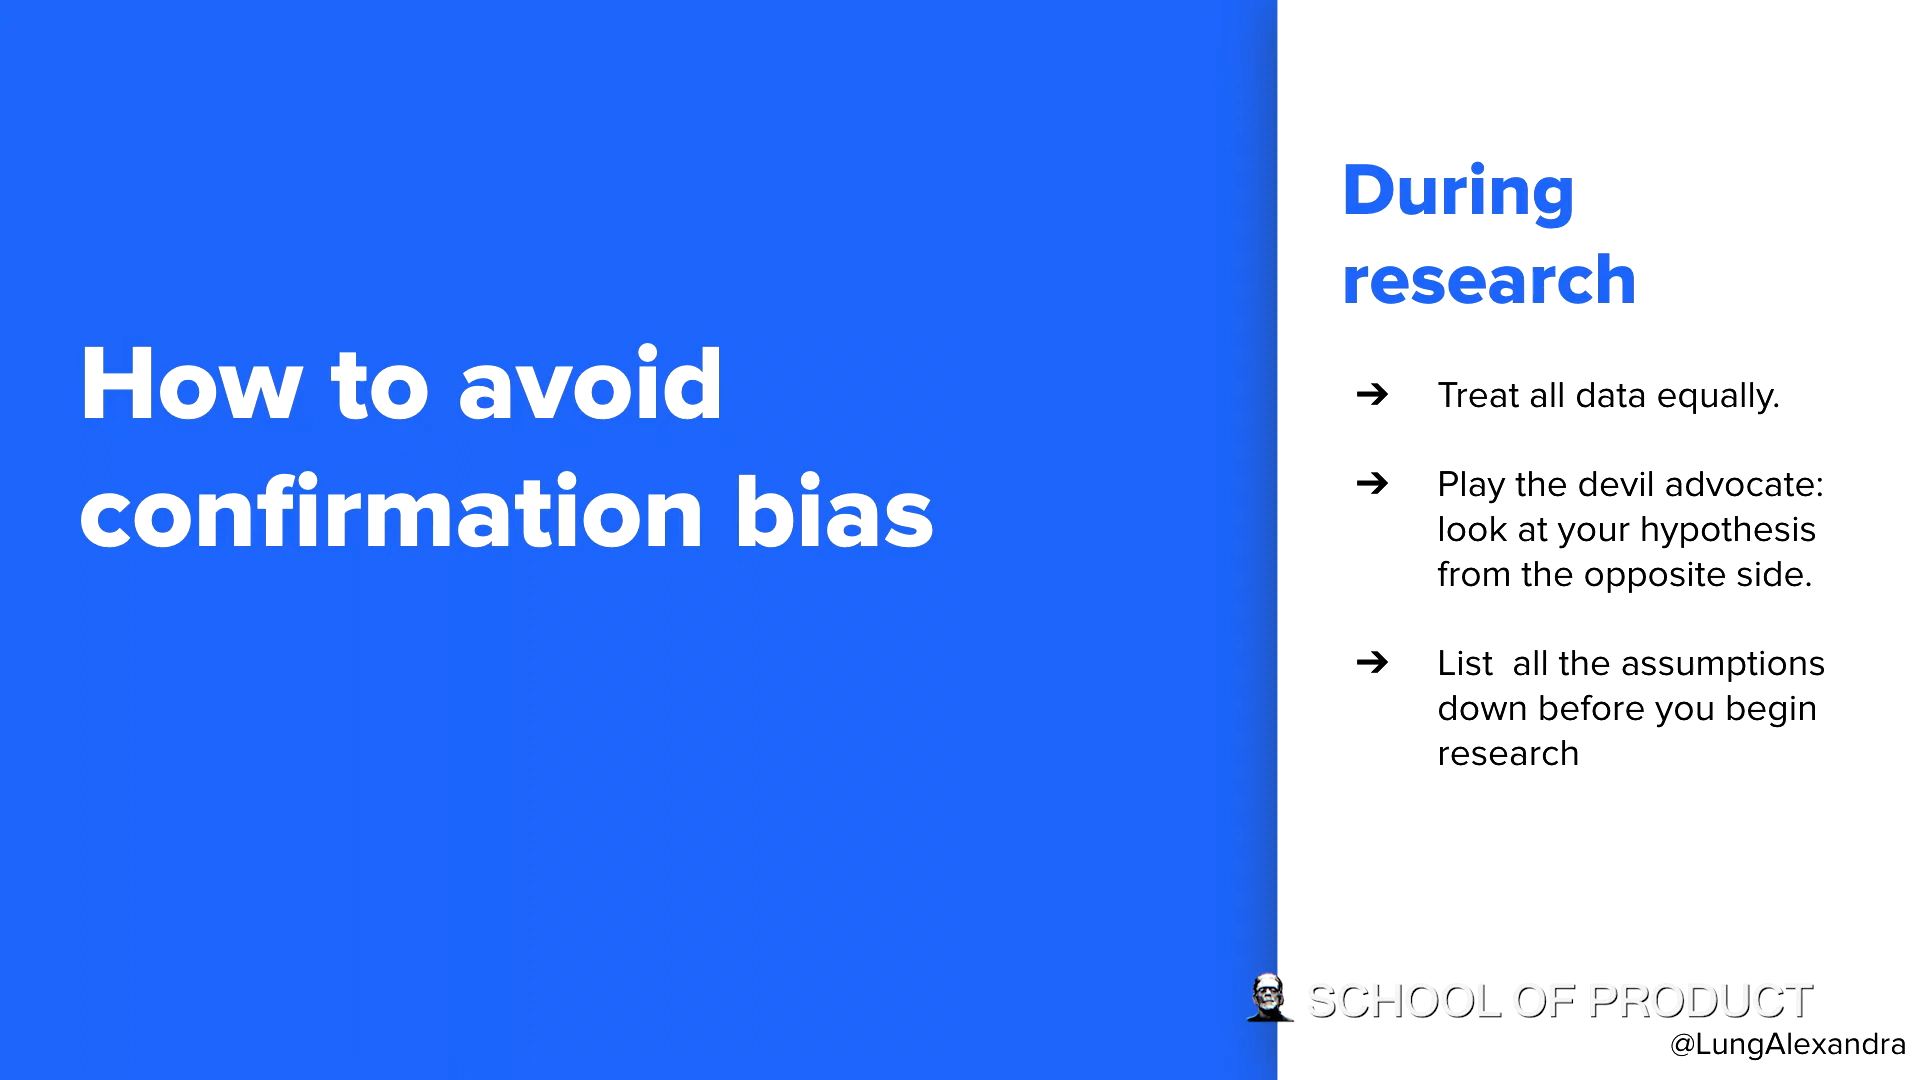 How to avoid
confirmation bias
During
research
➔ Treat all data equally.
➔ Play the devil advocate:
look at your hypothesis
from the opposite side.
➔ List  all the assumptions
down before you begin
research
SCHOOL OF PRODUCT
@LungAlexandra